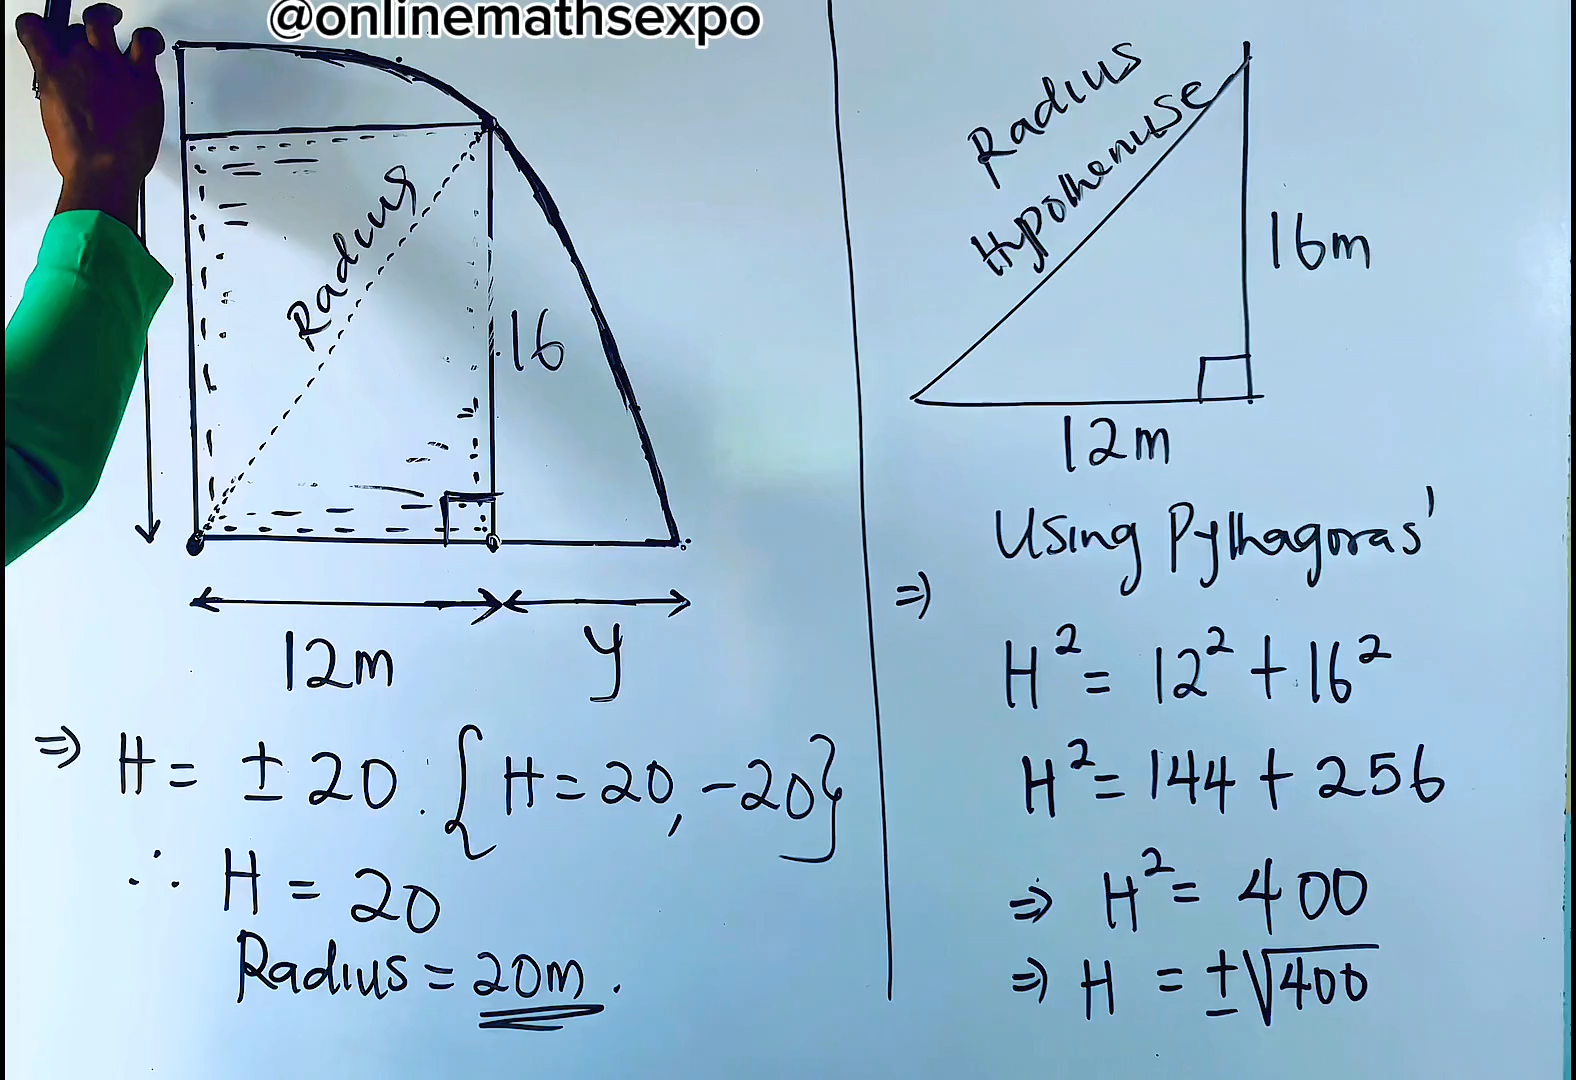 @onlinemathsexpo
Radius
16
12m
y
⇒ H = ± 20 . {H = 20, -20}
∴ H = 20
Radius = 20m.
Radius
Hypothenuse
16m
12m
Using Pythagoras'
⇒
H² = 12² + 16²
H² = 144 + 256
⇒ H² = 400
⇒ H = ±√400